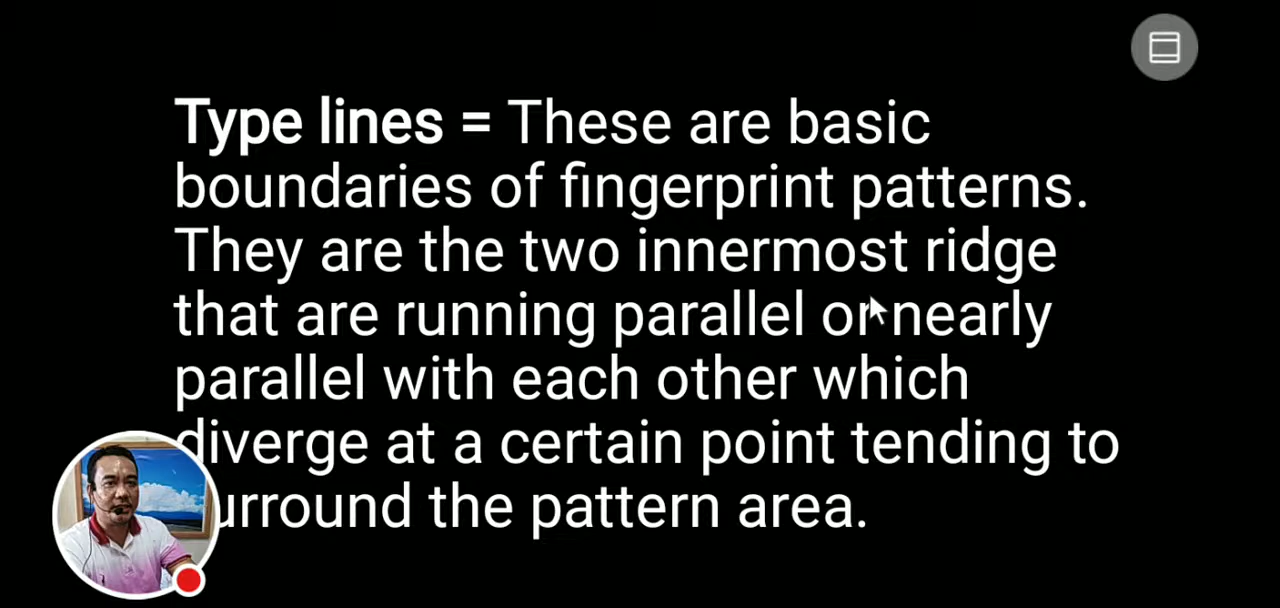 Type lines = These are basic
boundaries of fingerprint patterns.
They are the two innermost ridge
that are running parallel or nearly
parallel with each other which
diverge at a certain point tending to
urround the pattern area.